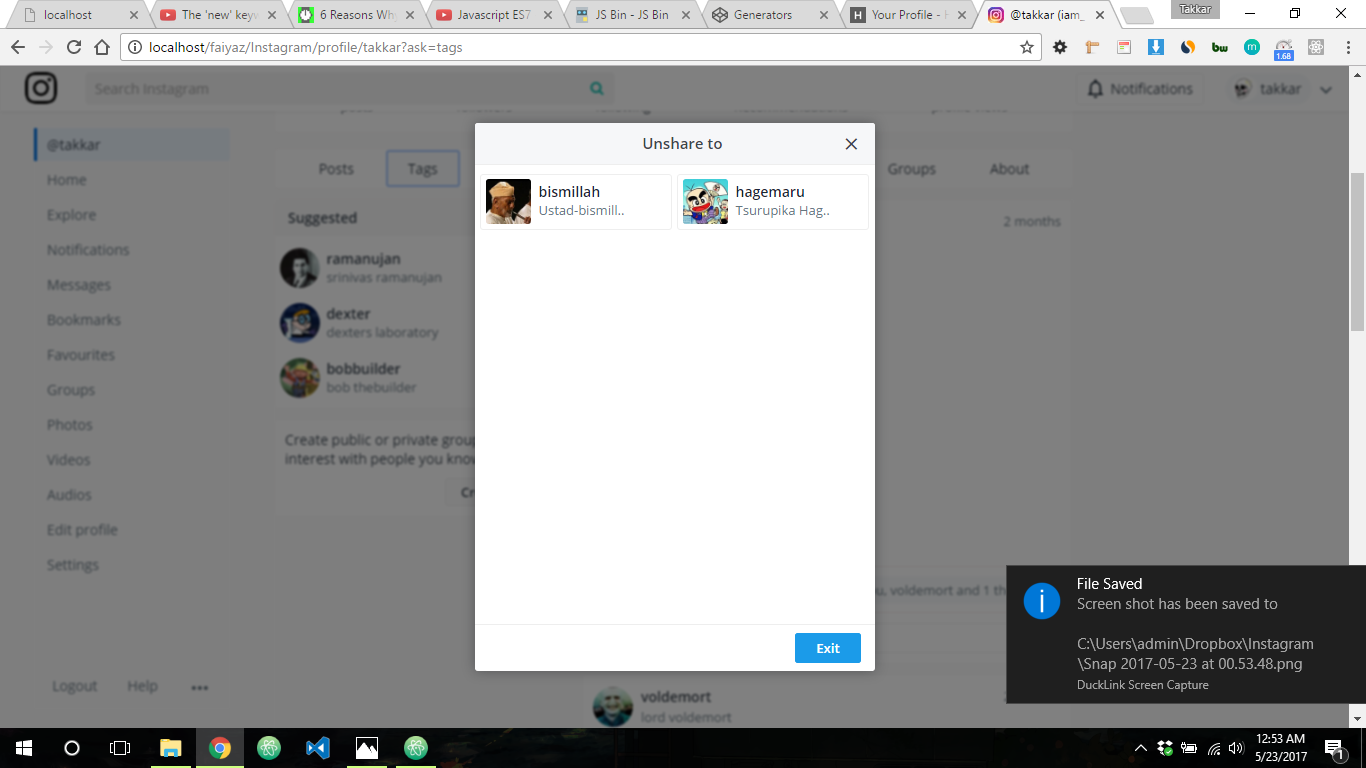 localhost
The 'new' keyw
6 Reasons Why
Javascript ES7
JS Bin - JS Bin
Generators
Your Profile - H
@takkar (iam_
Takkar
localhost/faiyaz/Instagram/profile/takkar?ask=tags
bw
m
1.68
Search Instagram
Notifications
takkar
@takkar
Home
Explore
Notifications
Messages
Bookmarks
Favourites
Groups
Photos
Videos
Audios
Edit profile
Settings
Logout
Help
Posts
Tags
Groups
About
Suggested
ramanujan
srinivas ramanujan
dexter
dexters laboratory
bobbuilder
bob thebuilder
Create public or private group
interest with people you know
Cr
2 months
Unshare to
bismillah
Ustad-bismill..
hagemaru
Tsurupika Hag..
Exit
u, voldemort and 1 th
voldemort
lord voldemort
File Saved
Screen shot has been saved to
C:\Users\admin\Dropbox\Instagram
\Snap 2017-05-23 at 00.53.48.png
DuckLink Screen Capture
12:53 AM
5/23/2017
1